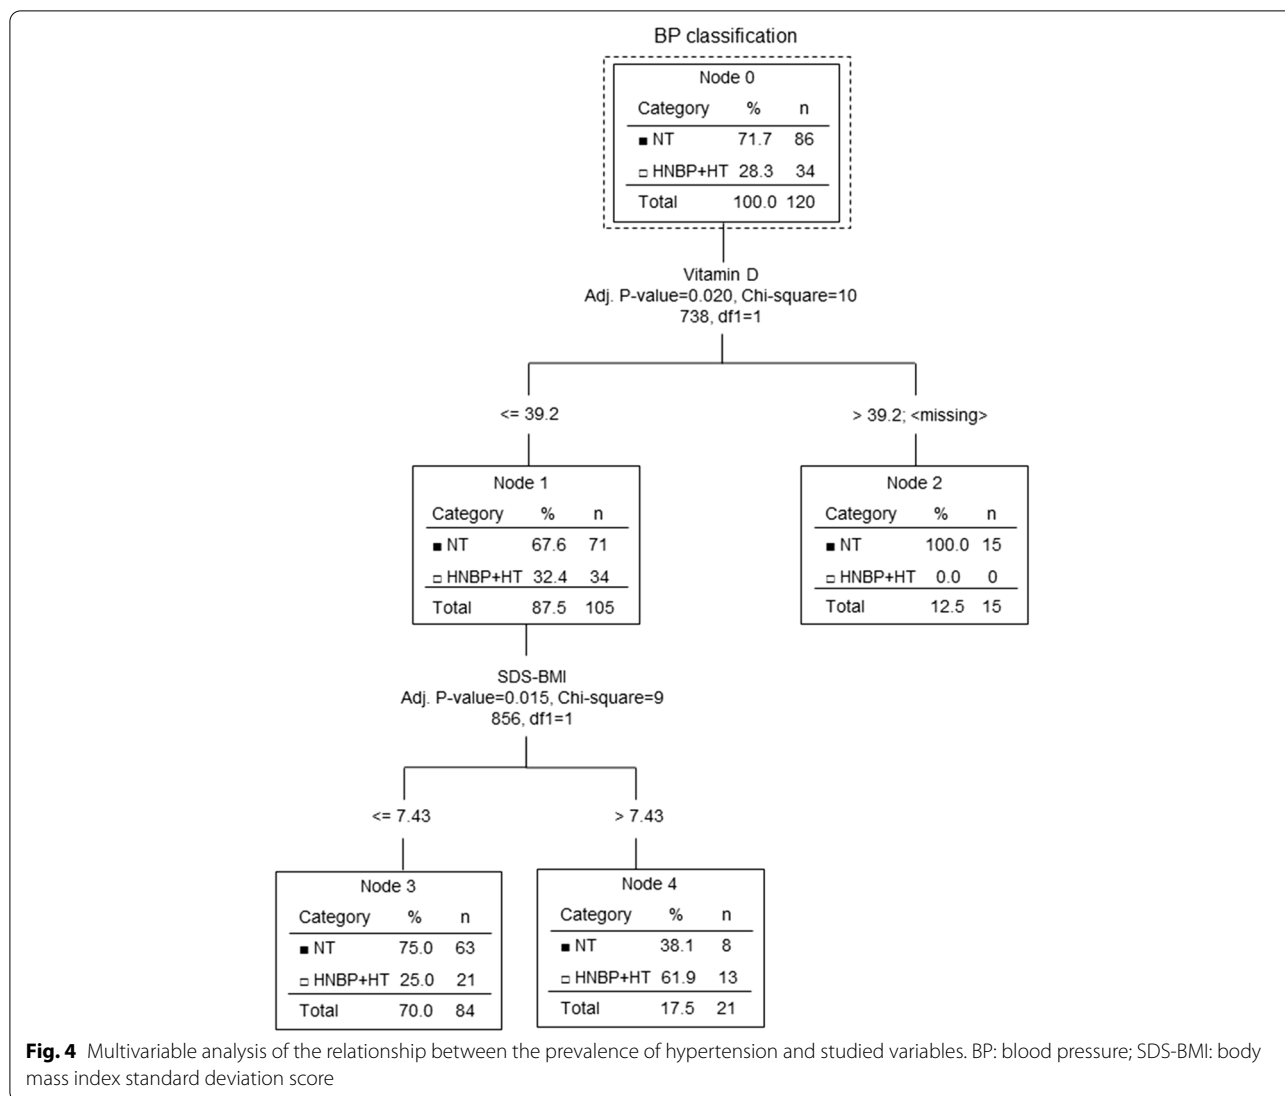 BP classification
Node 0
Category % n
■ NT 71.7 86
□ HNBP+HT 28.3 34
Total 100.0 120
Vitamin D
Adj. P-value=0.020, Chi-square=10
738, df1=1
<= 39.2
> 39.2; <missing>
Node 1
Category % n
■ NT 67.6 71
□ HNBP+HT 32.4 34
Total 87.5 105
Node 2
Category % n
■ NT 100.0 15
□ HNBP+HT 0.0 0
Total 12.5 15
SDS-BMI
Adj. P-value=0.015, Chi-square=9
856, df1=1
<= 7.43
> 7.43
Node 3
Category % n
■ NT 75.0 63
□ HNBP+HT 25.0 21
Total 70.0 84
Node 4
Category % n
■ NT 38.1 8
□ HNBP+HT 61.9 13
Total 17.5 21
Fig. 4 Multivariable analysis of the relationship between the prevalence of hypertension and studied variables. BP: blood pressure; SDS-BMI: body
mass index standard deviation score